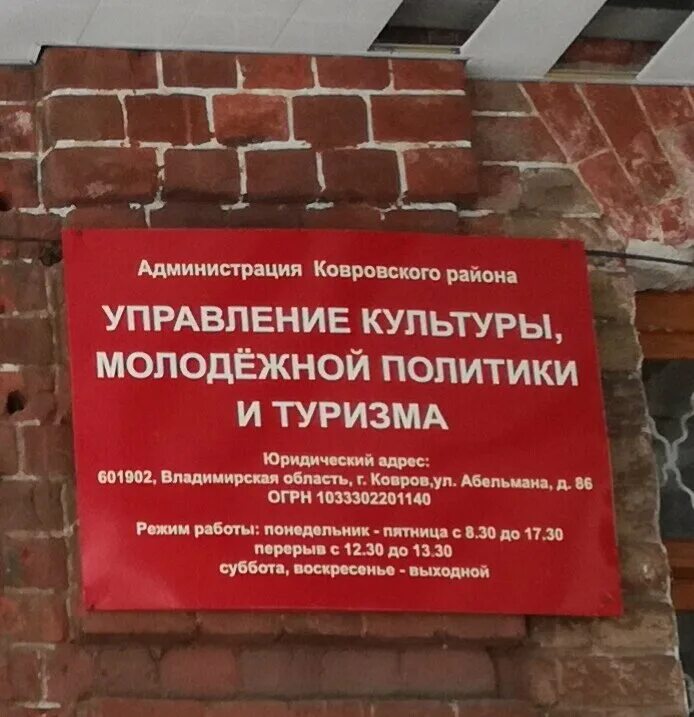 Администрация Ковровского района
УПРАВЛЕНИЕ КУЛЬТУРЫ,
МОЛОДЁЖНОЙ ПОЛИТИКИ
И ТУРИЗМА
Юридический адрес:
601902, Владимирская область, г. Ковров,ул. Абельмана, д. 86
ОГРН 1033302201140
Режим работы: понедельник - пятница с 8.30 до 17.30
перерыв с 12.30 до 13.30
суббота, воскресенье - выходной